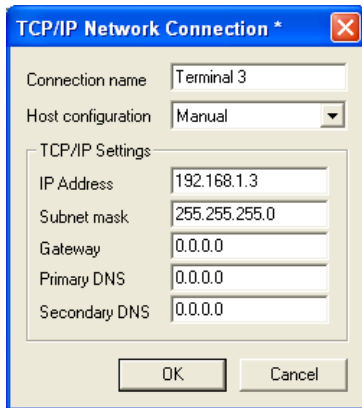 TCP/IP Network Connection *
Connection name Terminal 3
Host configuration Manual
TCP/IP Settings
IP Address 192.168.1.3
Subnet mask 255.255.255.0
Gateway 0.0.0.0
Primary DNS 0.0.0.0
Secondary DNS 0.0.0.0
OK Cancel